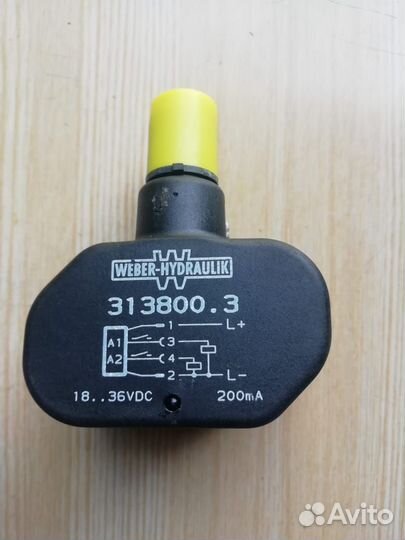 WEBER-HYDRAULIK
313800.3
1 L+
A1 3
A2 4
2 L-
18..36VDC 200mA
Avito